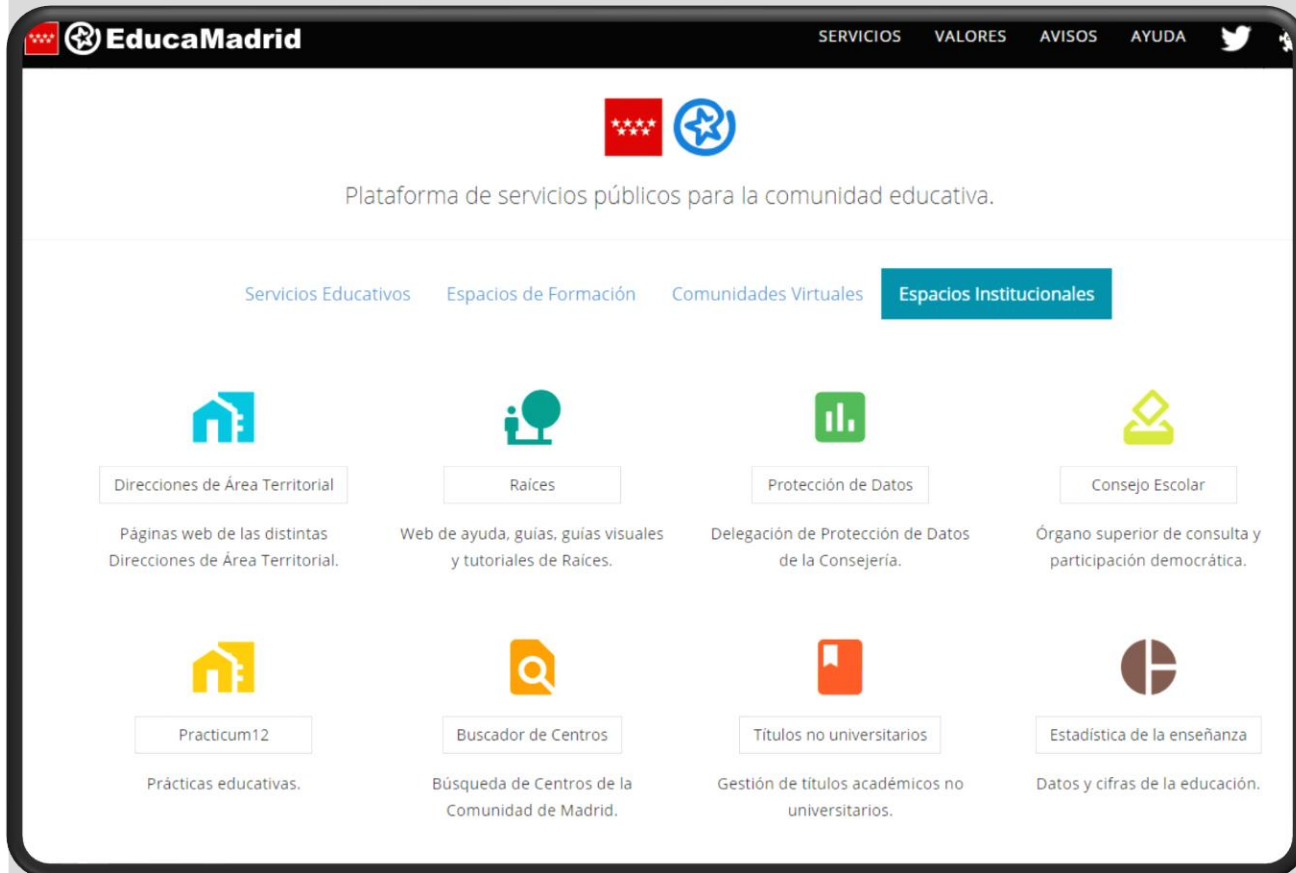 EducaMadrid
SERVICIOS VALORES AVISOS AYUDA
Plataforma de servicios públicos para la comunidad educativa.
Servicios Educativos Espacios de Formación Comunidades Virtuales Espacios Institucionales
Direcciones de Área Territorial
Páginas web de las distintas
Direcciones de Área Territorial.
Raíces
Web de ayuda, guías, guías visuales
y tutoriales de Raíces.
Protección de Datos
Delegación de Protección de Datos
de la Consejería.
Consejo Escolar
Órgano superior de consulta y
participación democrática.
Practicum12
Prácticas educativas.
Buscador de Centros
Búsqueda de Centros de la
Comunidad de Madrid.
Títulos no universitarios
Gestión de títulos académicos no
universitarios.
Estadística de la enseñanza
Datos y cifras de la educación.